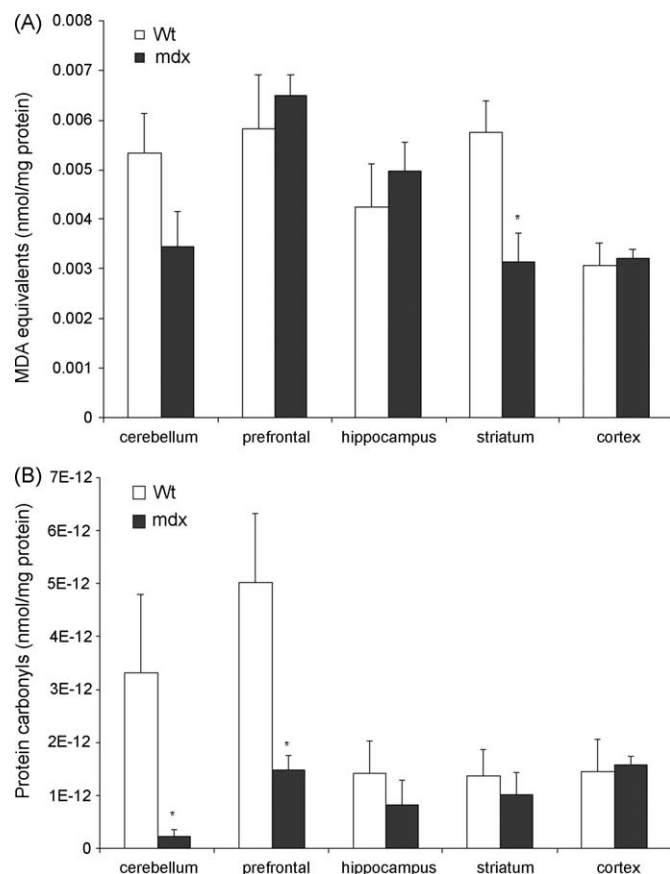 (A)
0.008
Wt
mdx
0.007
0.006
0.005
0.004
0.003
0.002
0.001
0
MDA equivalents (nmol/mg protein)
*
cerebellum prefrontal hippocampus striatum cortex
(B)
7E-12
Wt
mdx
6E-12
5E-12
4E-12
3E-12
2E-12
1E-12
0
Protein carbonyls (nmol/mg protein)
*
*
cerebellum prefrontal hippocampus striatum cortex